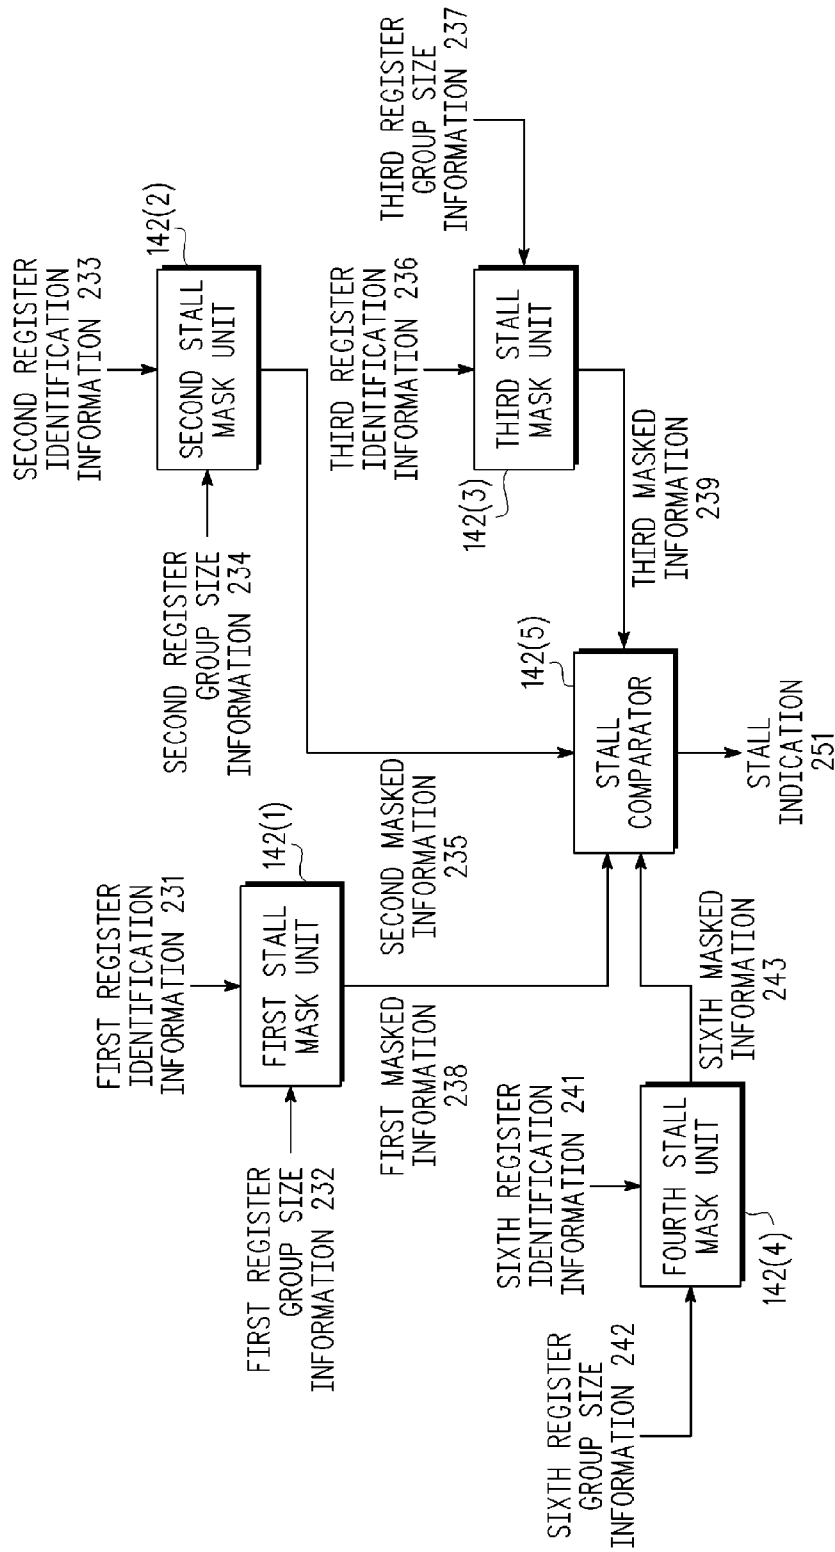 SECOND REGISTER
IDENTIFICATION
INFORMATION 233
142(2)
SECOND STALL
MASK UNIT
SECOND REGISTER
GROUP SIZE
INFORMATION 234
THIRD REGISTER
GROUP SIZE
INFORMATION 237
THIRD REGISTER
IDENTIFICATION
INFORMATION 236
THIRD STALL
MASK UNIT
142(3)
THIRD MASKED
INFORMATION
239
FIRST REGISTER
IDENTIFICATION
INFORMATION 231
142(1)
FIRST STALL
MASK UNIT
FIRST REGISTER
GROUP SIZE
INFORMATION 232
SECOND MASKED
INFORMATION
235
FIRST MASKED
INFORMATION
238
142(5)
STALL
COMPARATOR
STALL
INDICATION
251
SIXTH REGISTER
IDENTIFICATION
INFORMATION 241
SIXTH MASKED
INFORMATION
243
FOURTH STALL
MASK UNIT
142(4)
SIXTH REGISTER
GROUP SIZE
INFORMATION 242